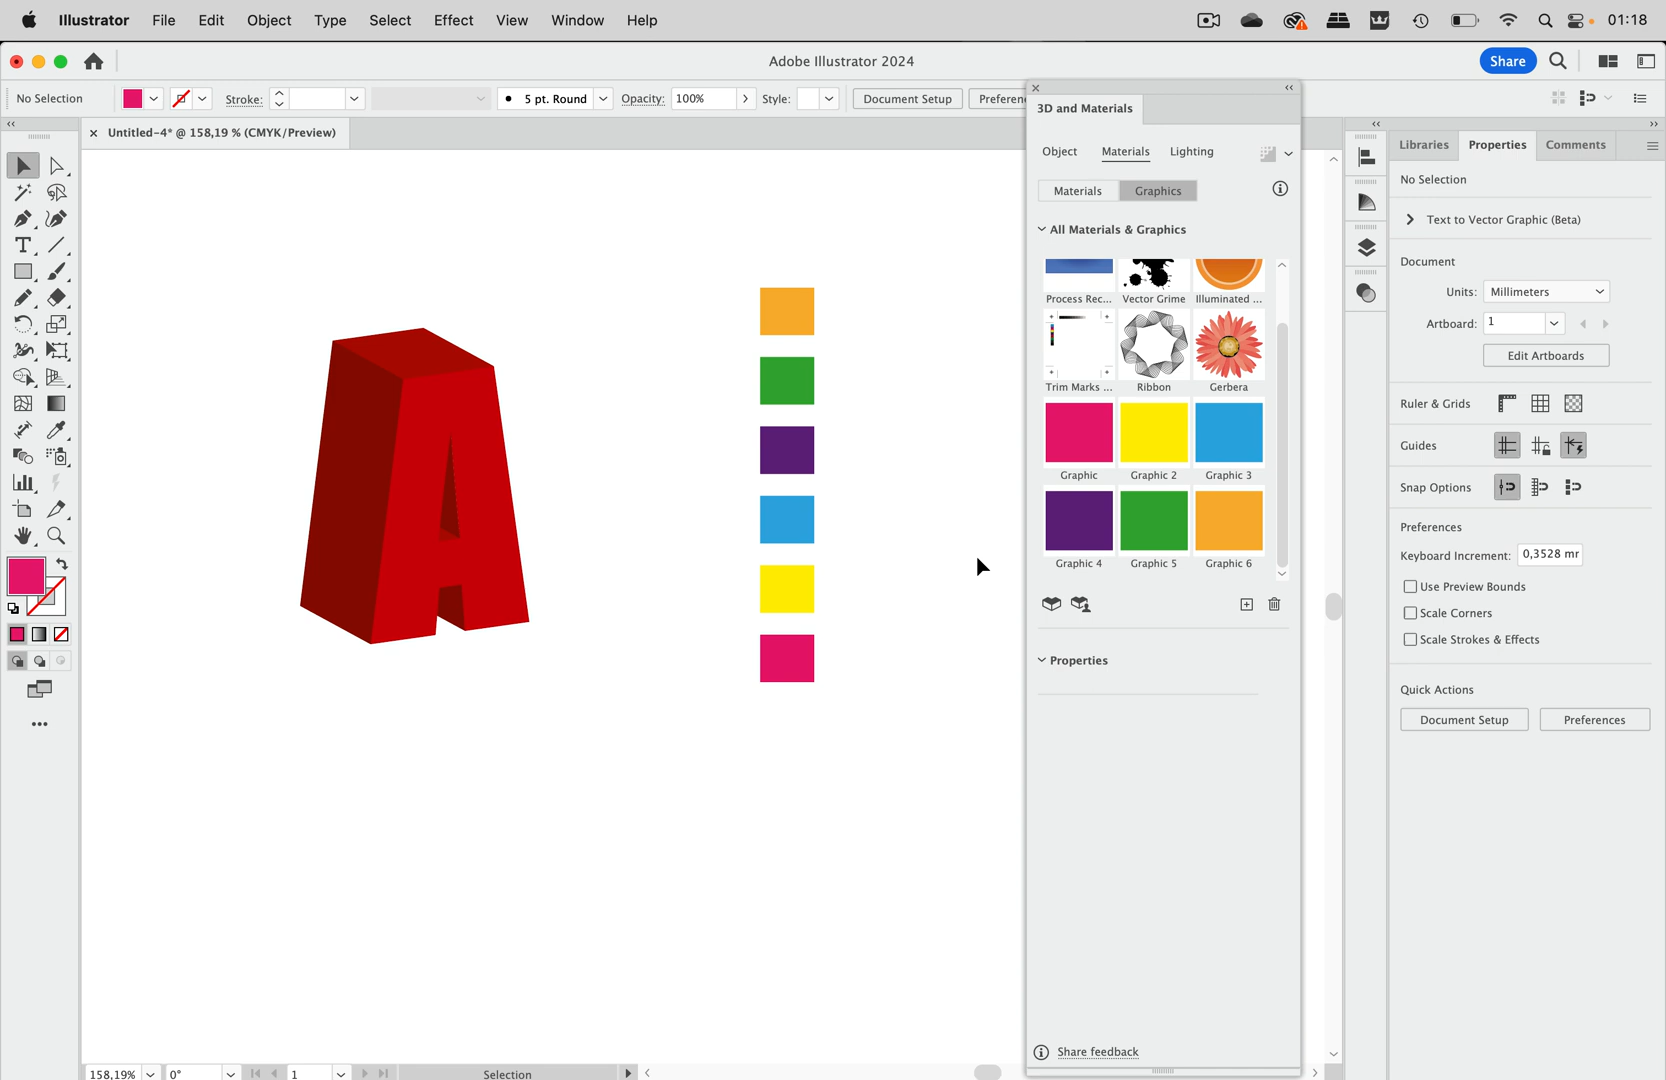 Illustrator File Edit Object Type Select Effect View Window Help 01:18
Adobe Illustrator 2024 Share
No Selection Stroke: 5 pt. Round Opacity: 100% Style: Document Setup Preferen
Untitled-4* @ 158,19 % (CMYK/Preview)
3D and Materials
Object Materials Lighting
Materials Graphics
All Materials & Graphics
Process Rec... Vector Grime Illuminated ...
Trim Marks ... Ribbon Gerbera
Graphic Graphic 2 Graphic 3
Graphic 4 Graphic 5 Graphic 6
Properties
Share feedback
Libraries Properties Comments
No Selection
Text to Vector Graphic (Beta)
Document
Units: Millimeters
Artboard: 1
Edit Artboards
Ruler & Grids
Guides
Snap Options
Preferences
Keyboard Increment: 0,3528 mr
Use Preview Bounds
Scale Corners
Scale Strokes & Effects
Quick Actions
Document Setup Preferences
A
158,19% 0° 1 Selection